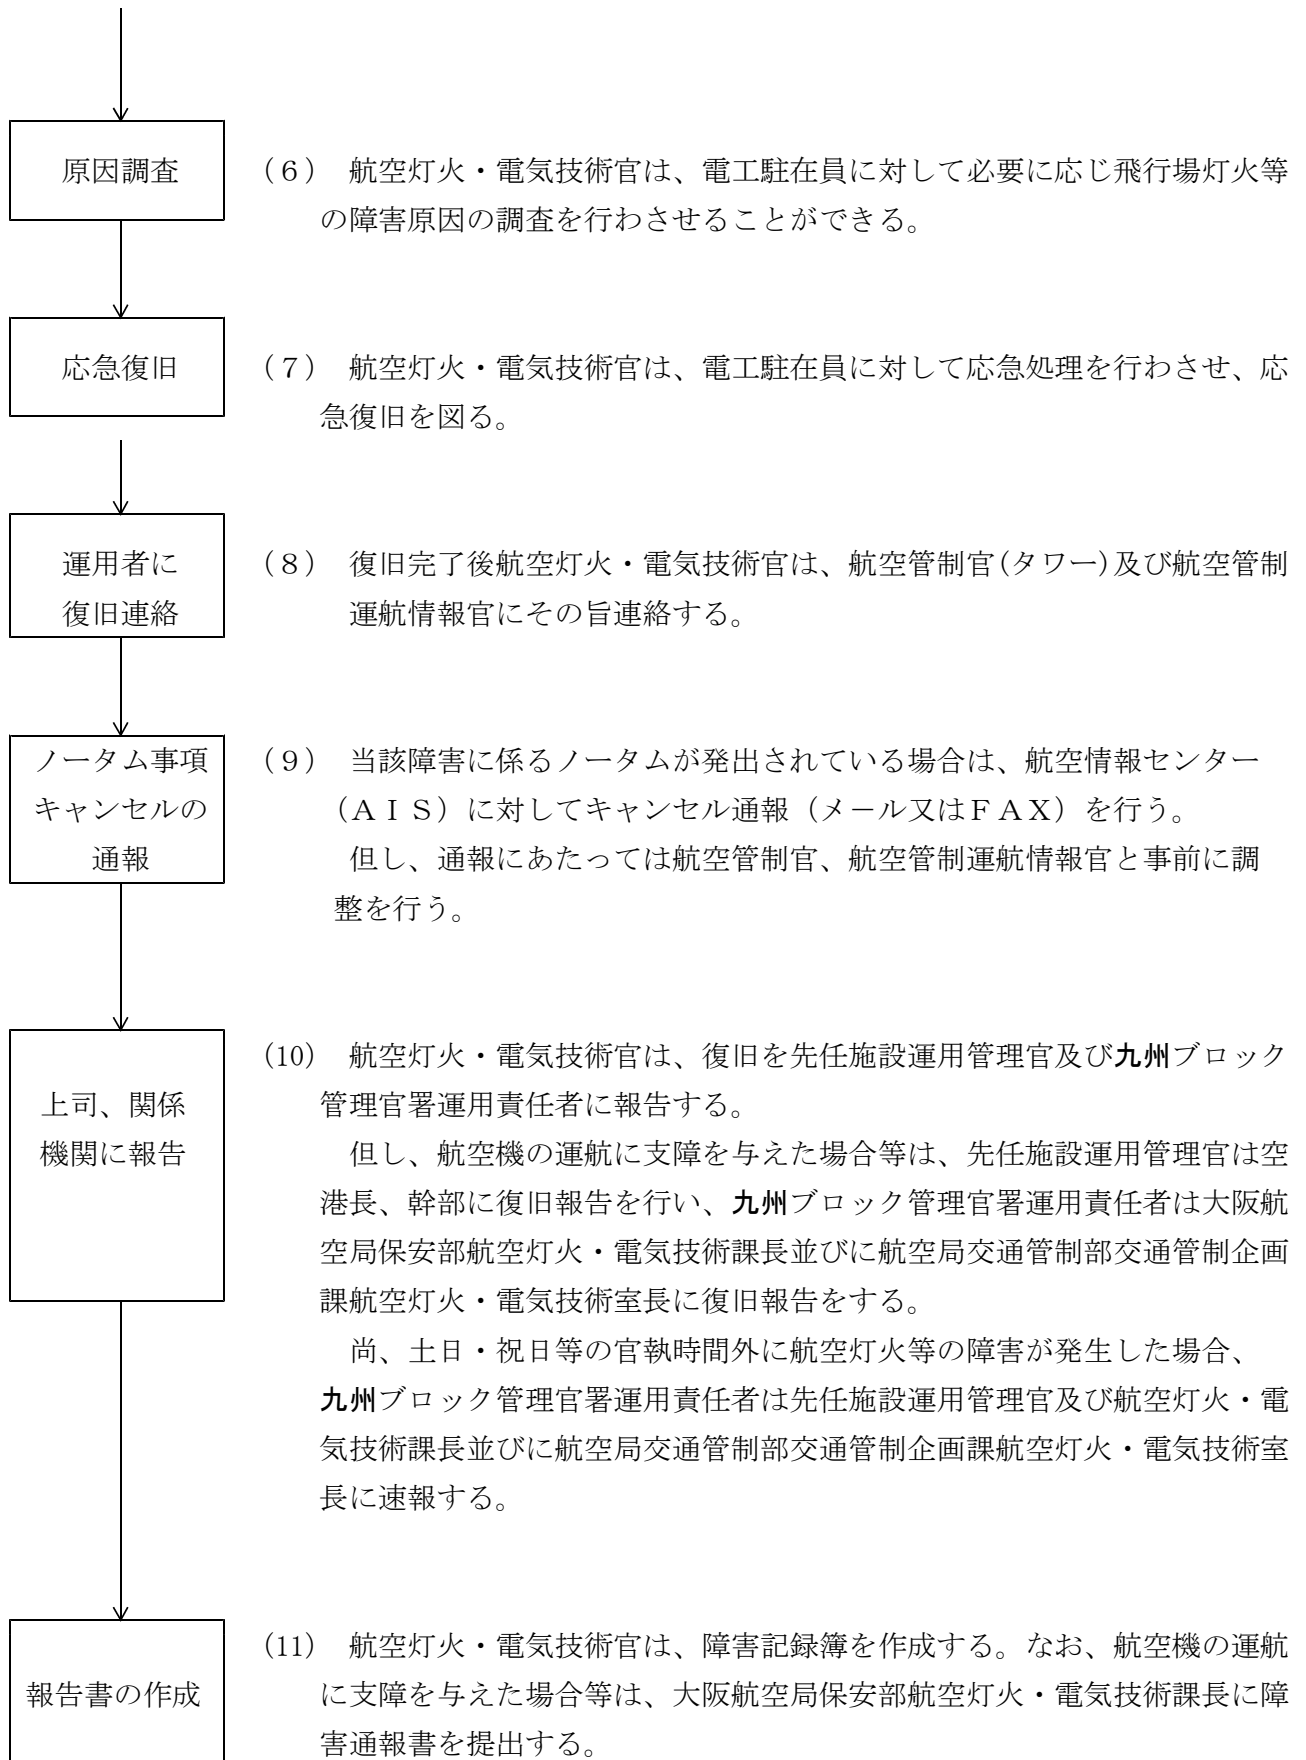 原因調査
(6) 航空灯火・電気技術官は、電工駐在員に対して必要に応じ飛行場灯火等
の障害原因の調査を行わさせることができる。
応急復旧
(7) 航空灯火・電気技術官は、電工駐在員に対して応急処理を行わさせ、応
急復旧を図る。
運用者に
復旧連絡
(8) 復旧完了後航空灯火・電気技術官は、航空管制官(タワー)及び航空管制
運航情報官にその旨連絡する。
ノータム事項
キャンセルの
通報
(9) 当該障害に係るノータムが発出されている場合は、航空情報センター
(AIS)に対してキャンセル通報(メール又はFAX)を行う。
但し、通報にあたっては航空管制官、航空管制運航情報官と事前に調
整を行う。
上司、関係
機関に報告
(10) 航空灯火・電気技術官は、復旧を先任施設運用管理官及び九州ブロック
管理官署運用責任者に報告する。
但し、航空機の運航に支障を与えた場合等は、先任施設運用管理官は空
港長、幹部に復旧報告を行い、九州ブロック管理官署運用責任者は大阪航
空局保安部航空灯火・電気技術課長並びに航空局交通管制部交通管制企画
課航空灯火・電気技術室長に復旧報告をする。
尚、土日・祝日等の官執時間外に航空灯火等の障害が発生した場合、
九州ブロック管理官署運用責任者は先任施設運用管理官及び航空灯火・電
気技術課長並びに航空局交通管制部交通管制企画課航空灯火・電気技術室
長に速報する。
報告書の作成
(11) 航空灯火・電気技術官は、障害記録簿を作成する。なお、航空機の運航
に支障を与えた場合等は、大阪航空局保安部航空灯火・電気技術課長に障
害通報書を提出する。